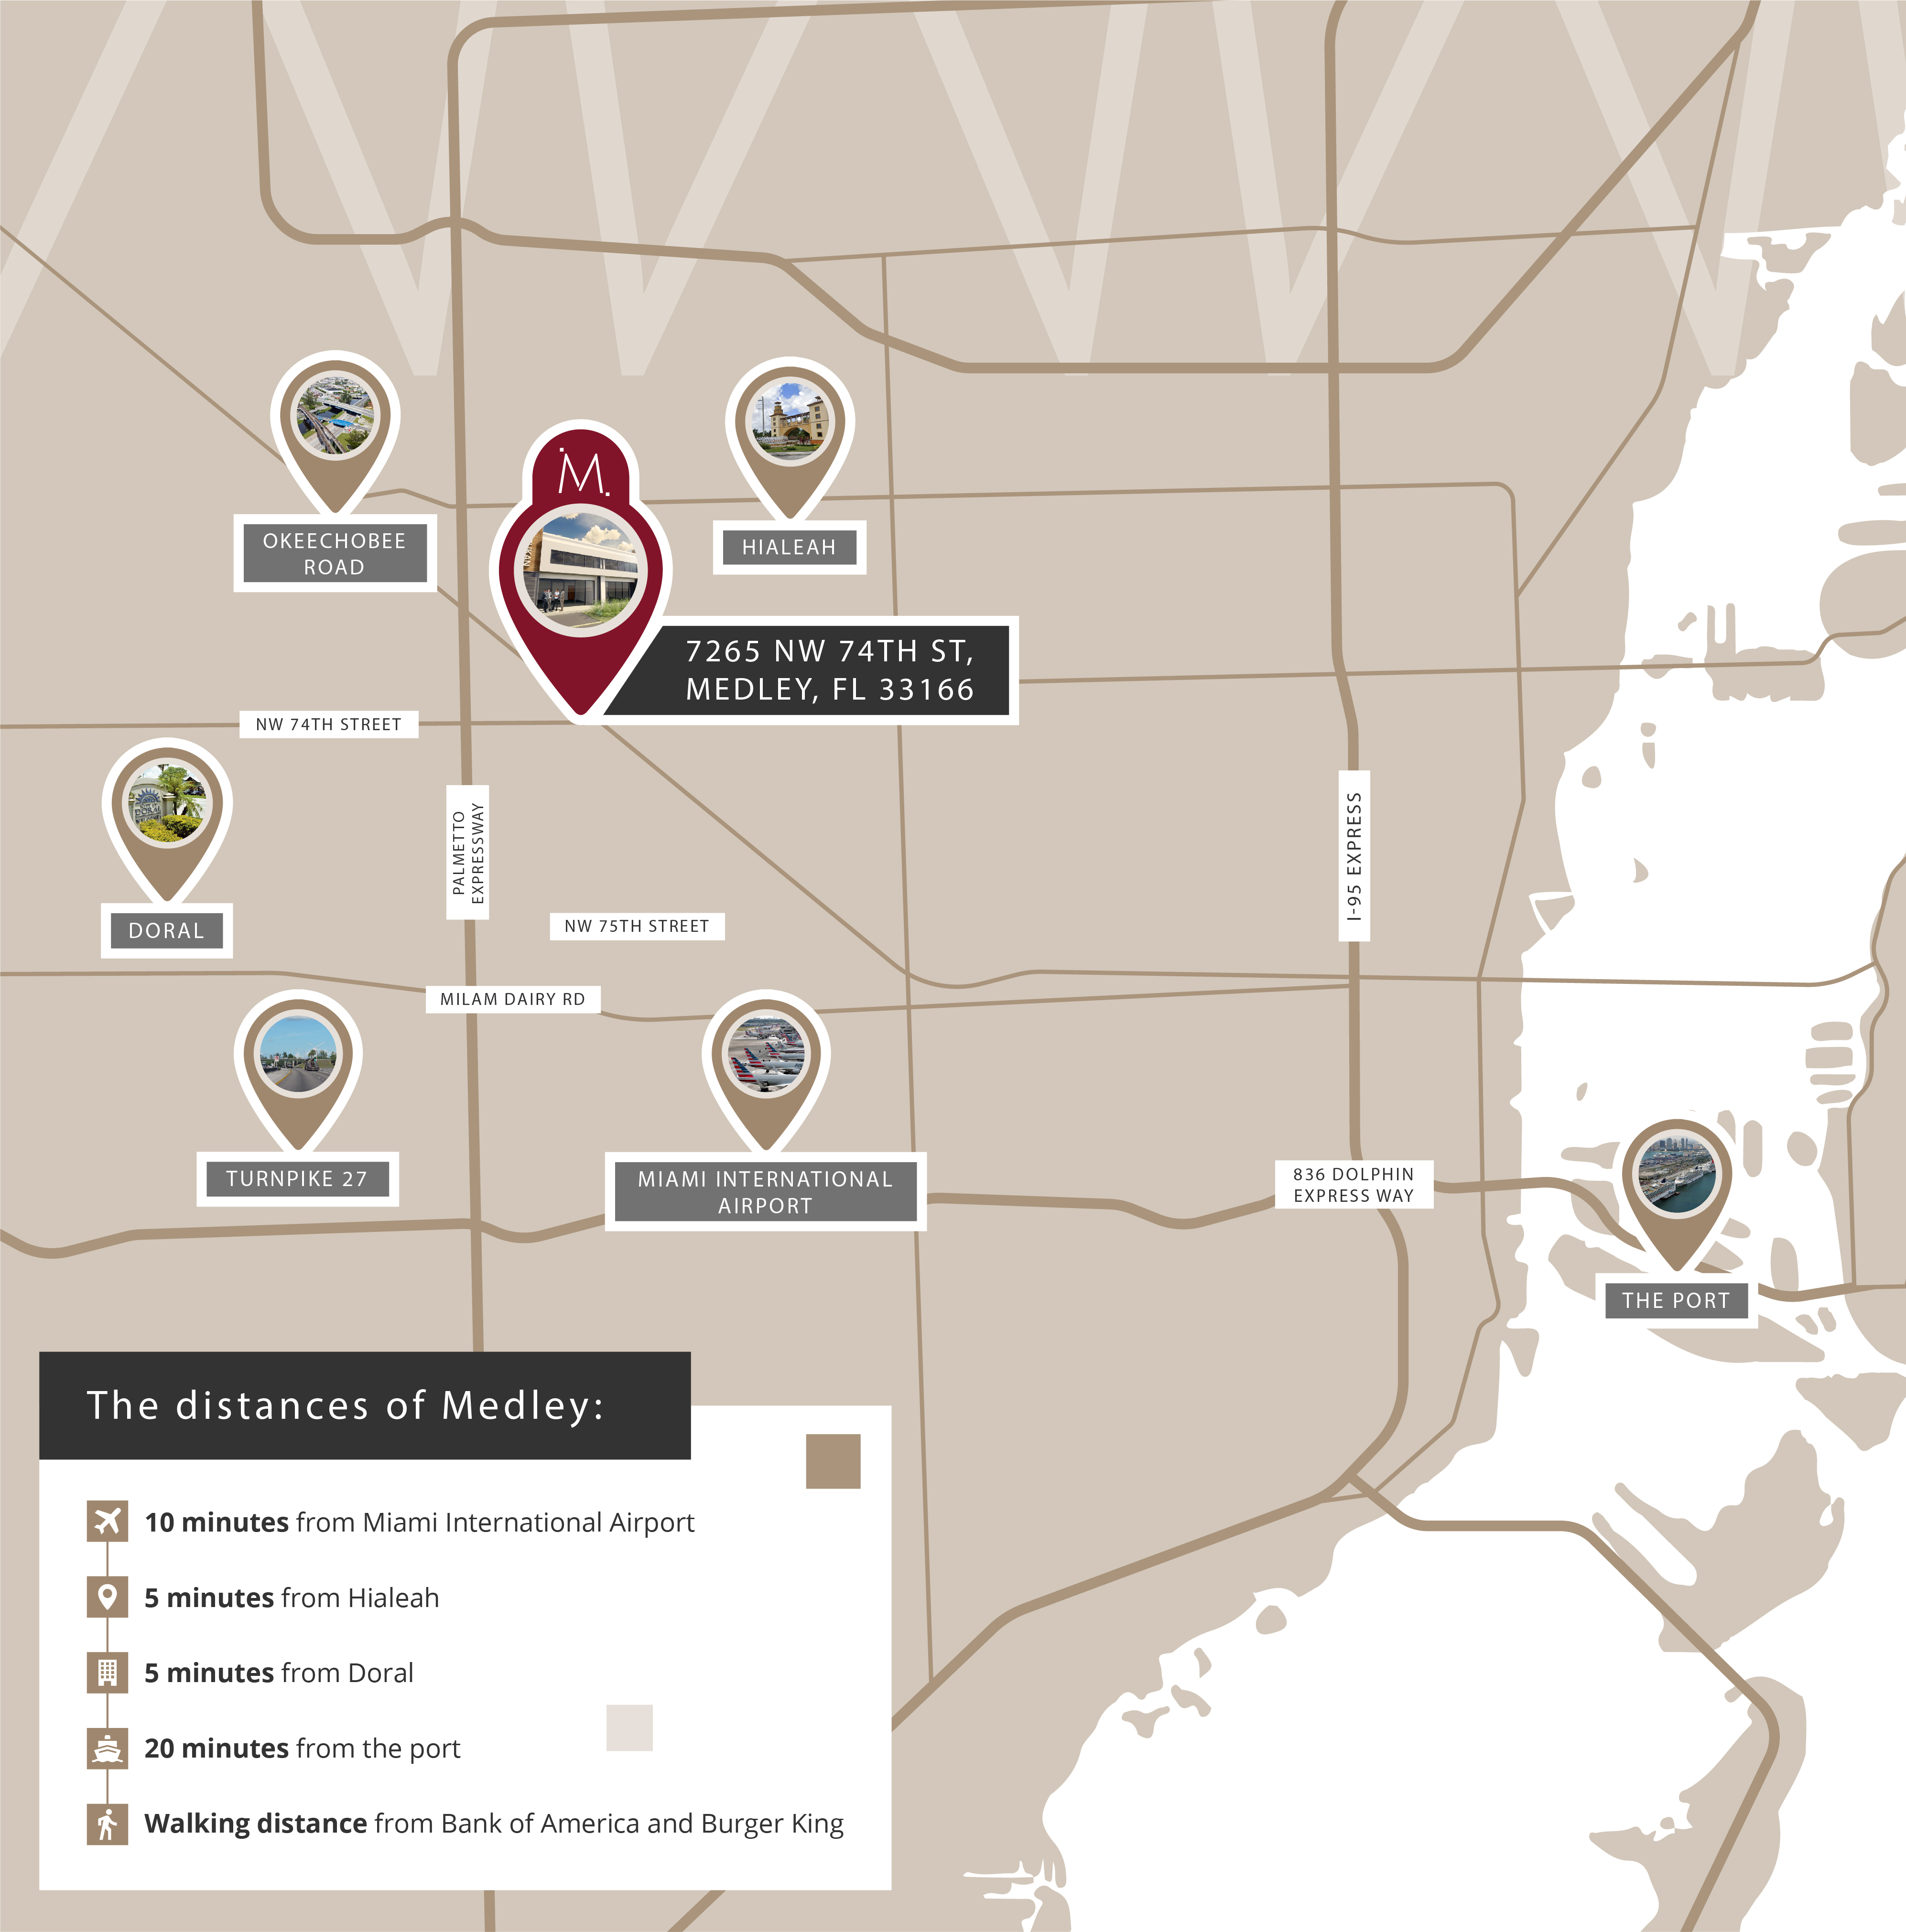 OKEECHOBEE
ROAD
M.
HIALEAH
7265 NW 74TH ST,
MEDLEY, FL 33166
NW 74TH STREET
DORAL
DORAL
PALMETTO
EXPRESSWAY
I-95 EXPRESS
NW 75TH STREET
MILAM DAIRY RD
TURNPIKE 27
MIAMI INTERNATIONAL
AIRPORT
836 DOLPHIN
EXPRESS WAY
THE PORT
The distances of Medley:
10 minutes from Miami International Airport
5 minutes from Hialeah
5 minutes from Doral
20 minutes from the port
Walking distance from Bank of America and Burger King